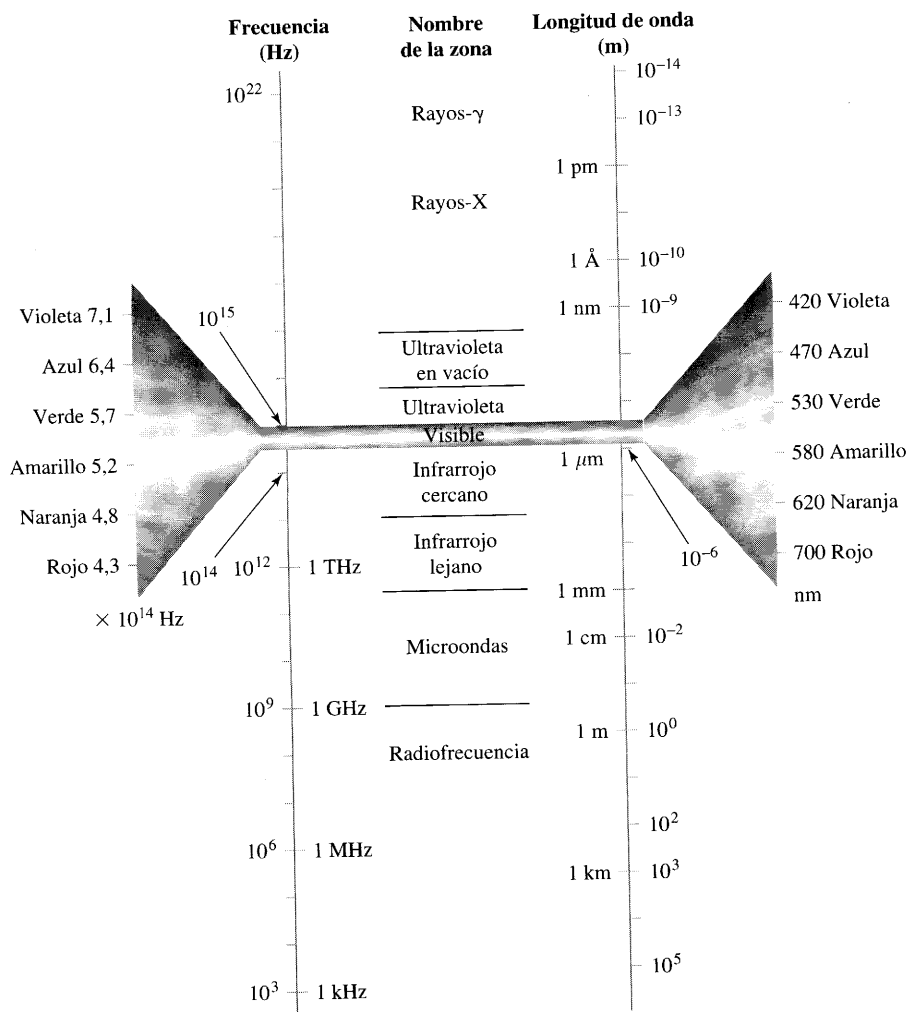 Frecuencia
(Hz)
Nombre
de la zona
Longitud de onda
(m)
10²²
Rayos-γ
Rayos-X
10⁻¹⁴
10⁻¹³
1 pm
1 Å
10⁻¹⁰
1 nm
10⁻⁹
Violeta 7,1
Azul 6,4
Verde 5,7
Amarillo 5,2
Naranja 4,8
Rojo 4,3
× 10¹⁴ Hz
10¹⁵
Ultravioleta
en vacío
Ultravioleta
Visible
Infrarrojo
cercano
Infrarrojo
lejano
420 Violeta
470 Azul
530 Verde
580 Amarillo
620 Naranja
700 Rojo
nm
1 μm
10⁻⁶
10¹⁴
10¹²
1 THz
1 mm
1 cm
10⁻²
Microondas
10⁹
1 GHz
1 m
10⁰
Radiofrecuencia
10²
10⁶
1 MHz
1 km
10³
10⁵
10³
1 kHz